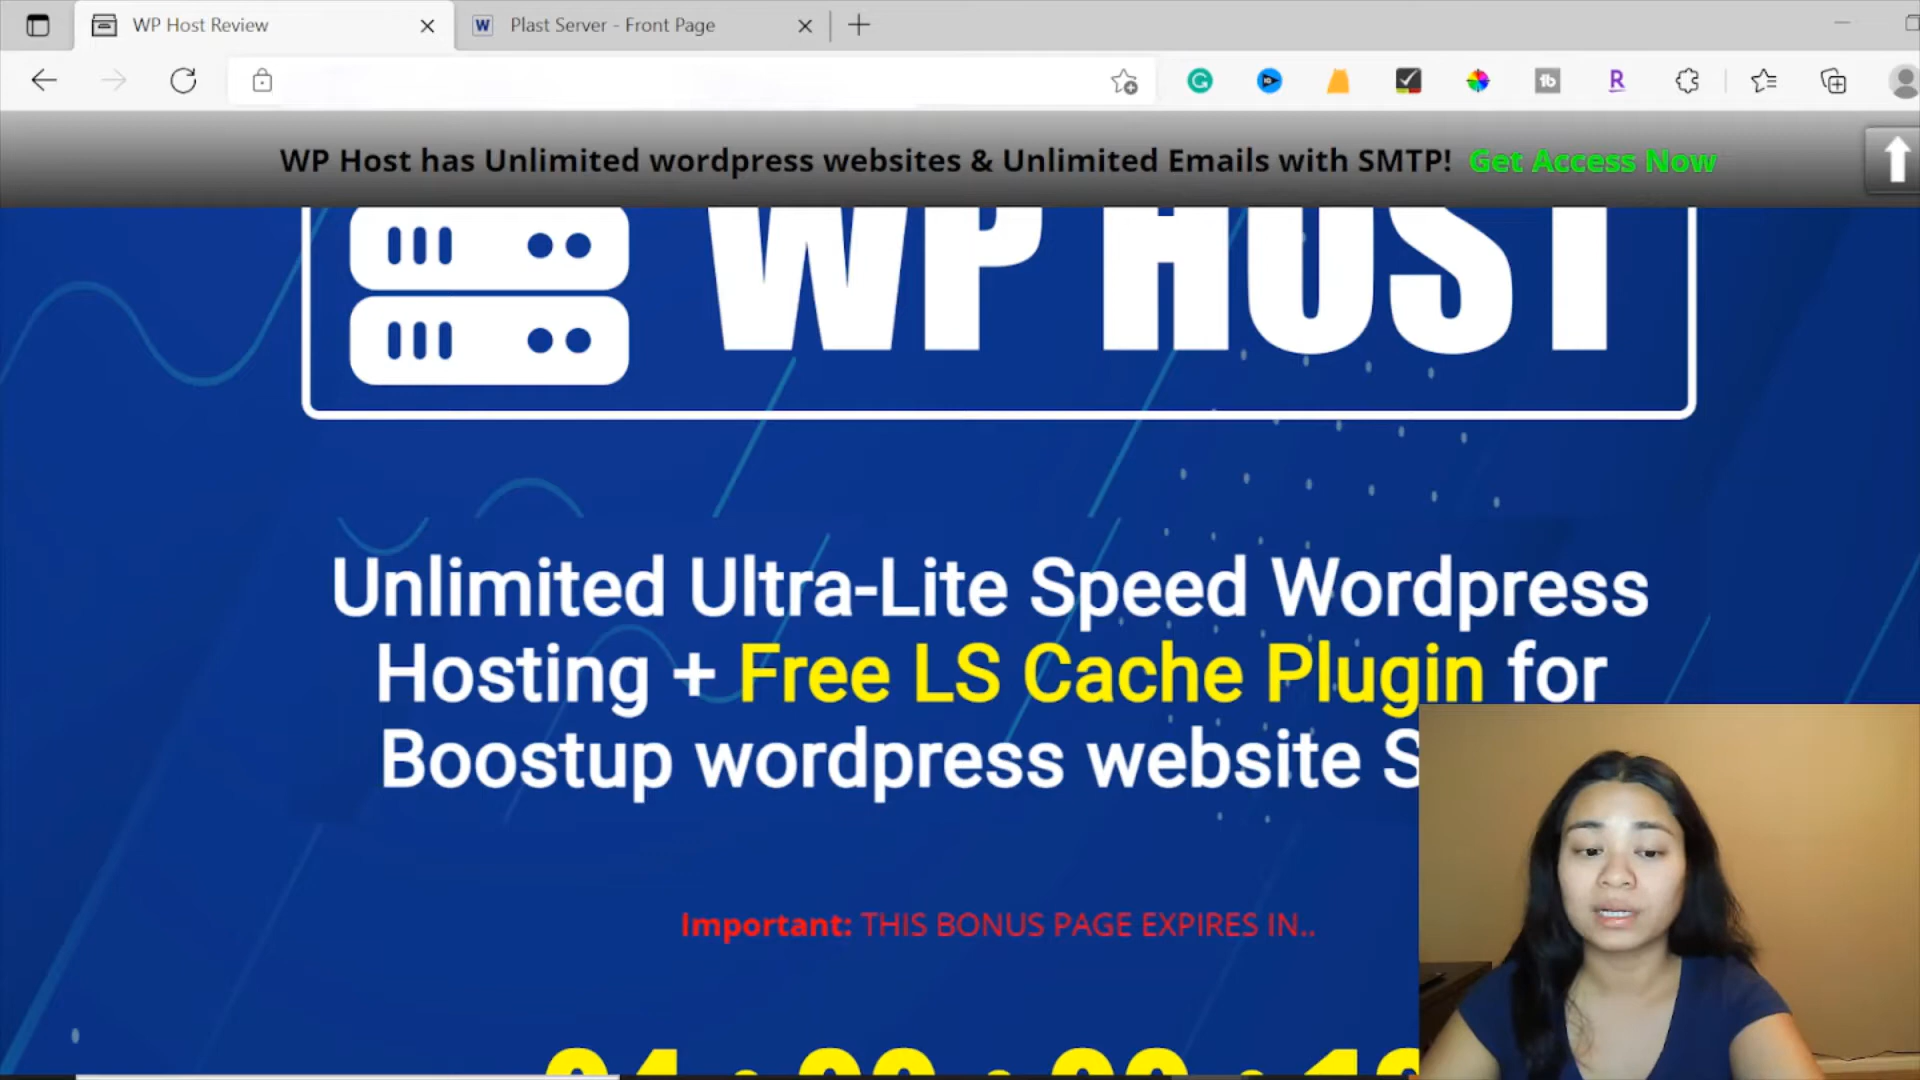 WP Host Review
Plast Server - Front Page
WP Host has Unlimited wordpress websites & Unlimited Emails with SMTP! Get Access Now
WP HOST
Unlimited Ultra-Lite Speed Wordpress
Hosting + Free LS Cache Plugin for
Boostup wordpress website S
Important: THIS BONUS PAGE EXPIRES IN..